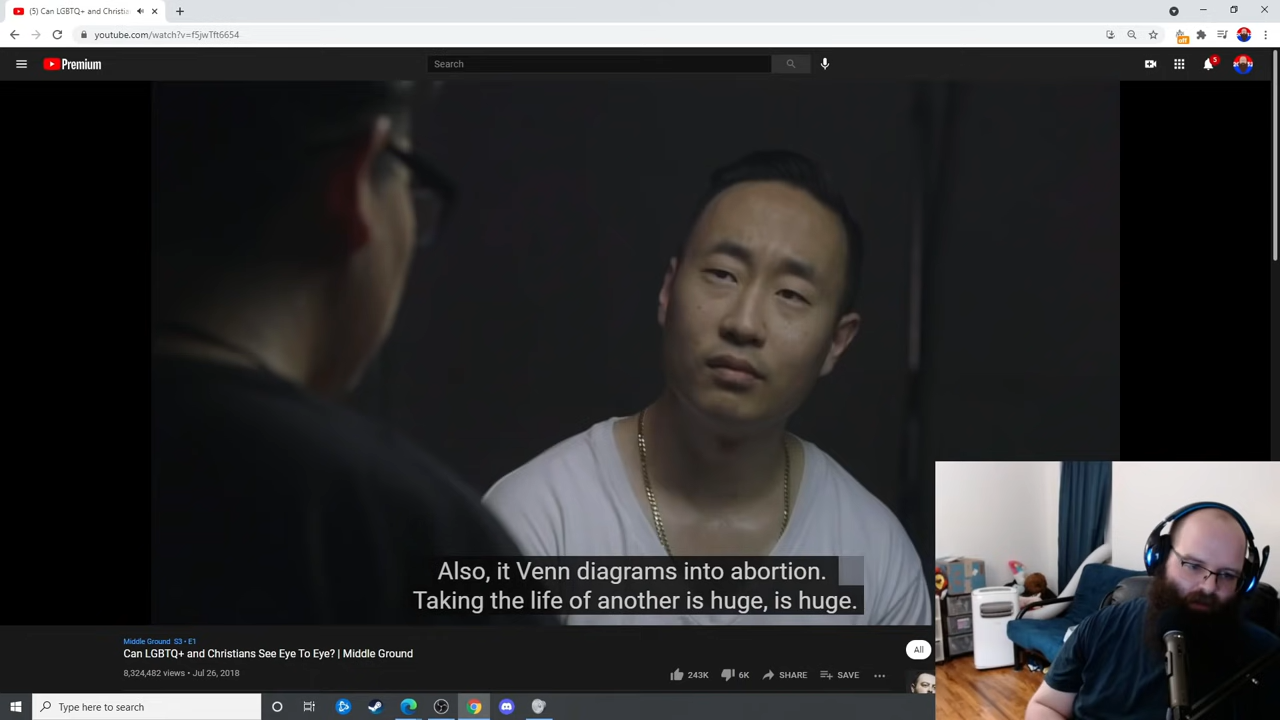 (5) Can LGBTQ+ and Christia
youtube.com/watch?v=f5jwTft6654
off
Premium
Search
5
Also, it Venn diagrams into abortion.
Taking the life of another is huge, is huge.
Middle Ground S3 • E1
Can LGBTQ+ and Christians See Eye To Eye? | Middle Ground
8,324,482 views • Jul 26, 2018
243K
6K
SHARE
SAVE
All
Type here to search